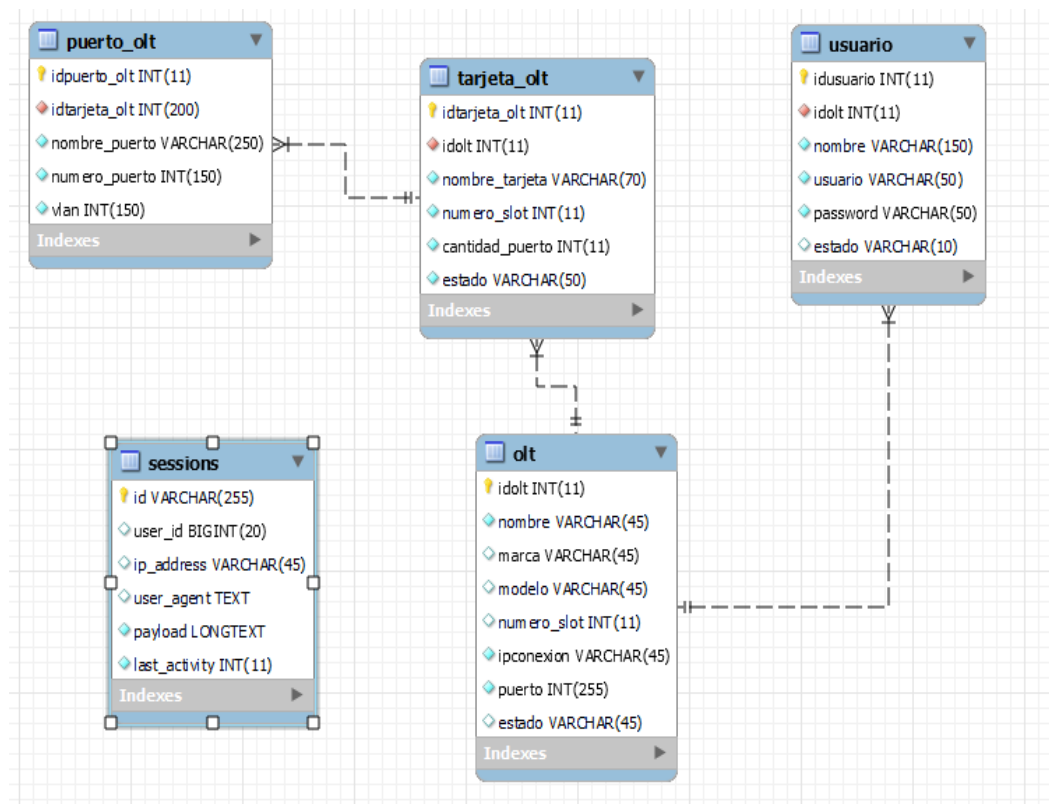 puerto_olt
idpuerto_olt INT(11)
idtarjeta_olt INT(200)
nombre_puerto VARCHAR(250)
numero_puerto INT(150)
vlan INT(150)
Indexes
tarjeta_olt
idtarjeta_olt INT(11)
idolt INT(11)
nombre_tarjeta VARCHAR(70)
numero_slot INT(11)
cantidad_puerto INT(11)
estado VARCHAR(50)
Indexes
usuario
idusuario INT(11)
idolt INT(11)
nombre VARCHAR(150)
usuario VARCHAR(50)
password VARCHAR(50)
estado VARCHAR(10)
Indexes
sessions
id VARCHAR(255)
user_id BIGINT(20)
ip_address VARCHAR(45)
user_agent TEXT
payload LONGTEXT
last_activity INT(11)
Indexes
olt
idolt INT(11)
nombre VARCHAR(45)
marca VARCHAR(45)
modelo VARCHAR(45)
numero_slot INT(11)
ipconexion VARCHAR(45)
puerto INT(255)
estado VARCHAR(45)
Indexes